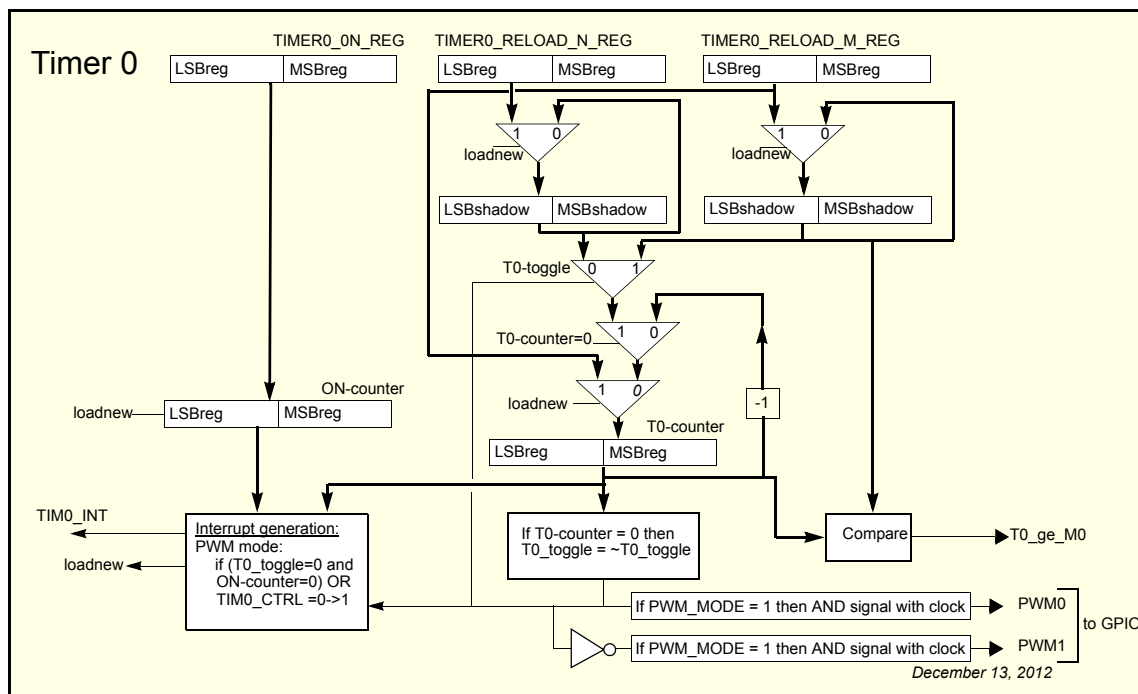 Timer 0
TIMER0_0N_REG
TIMER0_RELOAD_N_REG
TIMER0_RELOAD_M_REG
LSBreg
MSBreg
LSBreg
MSBreg
LSBreg
MSBreg
1
0
1
0
loadnew
loadnew
LSBshadow
MSBshadow
LSBshadow
MSBshadow
T0-toggle
0
1
T0-counter=0
1
0
ON-counter
loadnew
LSBreg
MSBreg
1
0
loadnew
-1
T0-counter
LSBreg
MSBreg
TIM0_INT
loadnew
Interrupt generation:
PWM mode:
if (T0_toggle=0 and
ON-counter=0) OR
TIM0_CTRL =0->1
If T0-counter = 0 then
T0_toggle = ~T0_toggle
Compare
T0_ge_M0
If PWM_MODE = 1 then AND signal with clock
PWM0
to GPIO
If PWM_MODE = 1 then AND signal with clock
PWM1
December 13, 2012